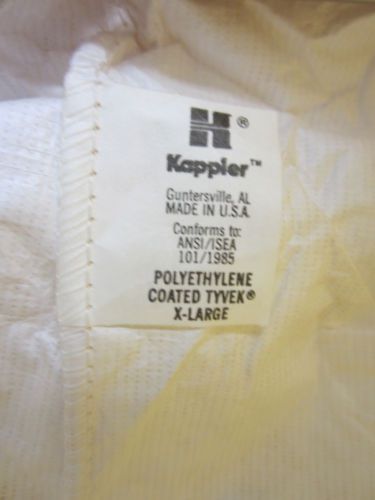 ®
Kappler™
Guntersville, AL
MADE IN U.S.A.
Conforms to:
ANSI/ISEA
101/1985
POLYETHYLENE
COATED TYVEK®
X-LARGE